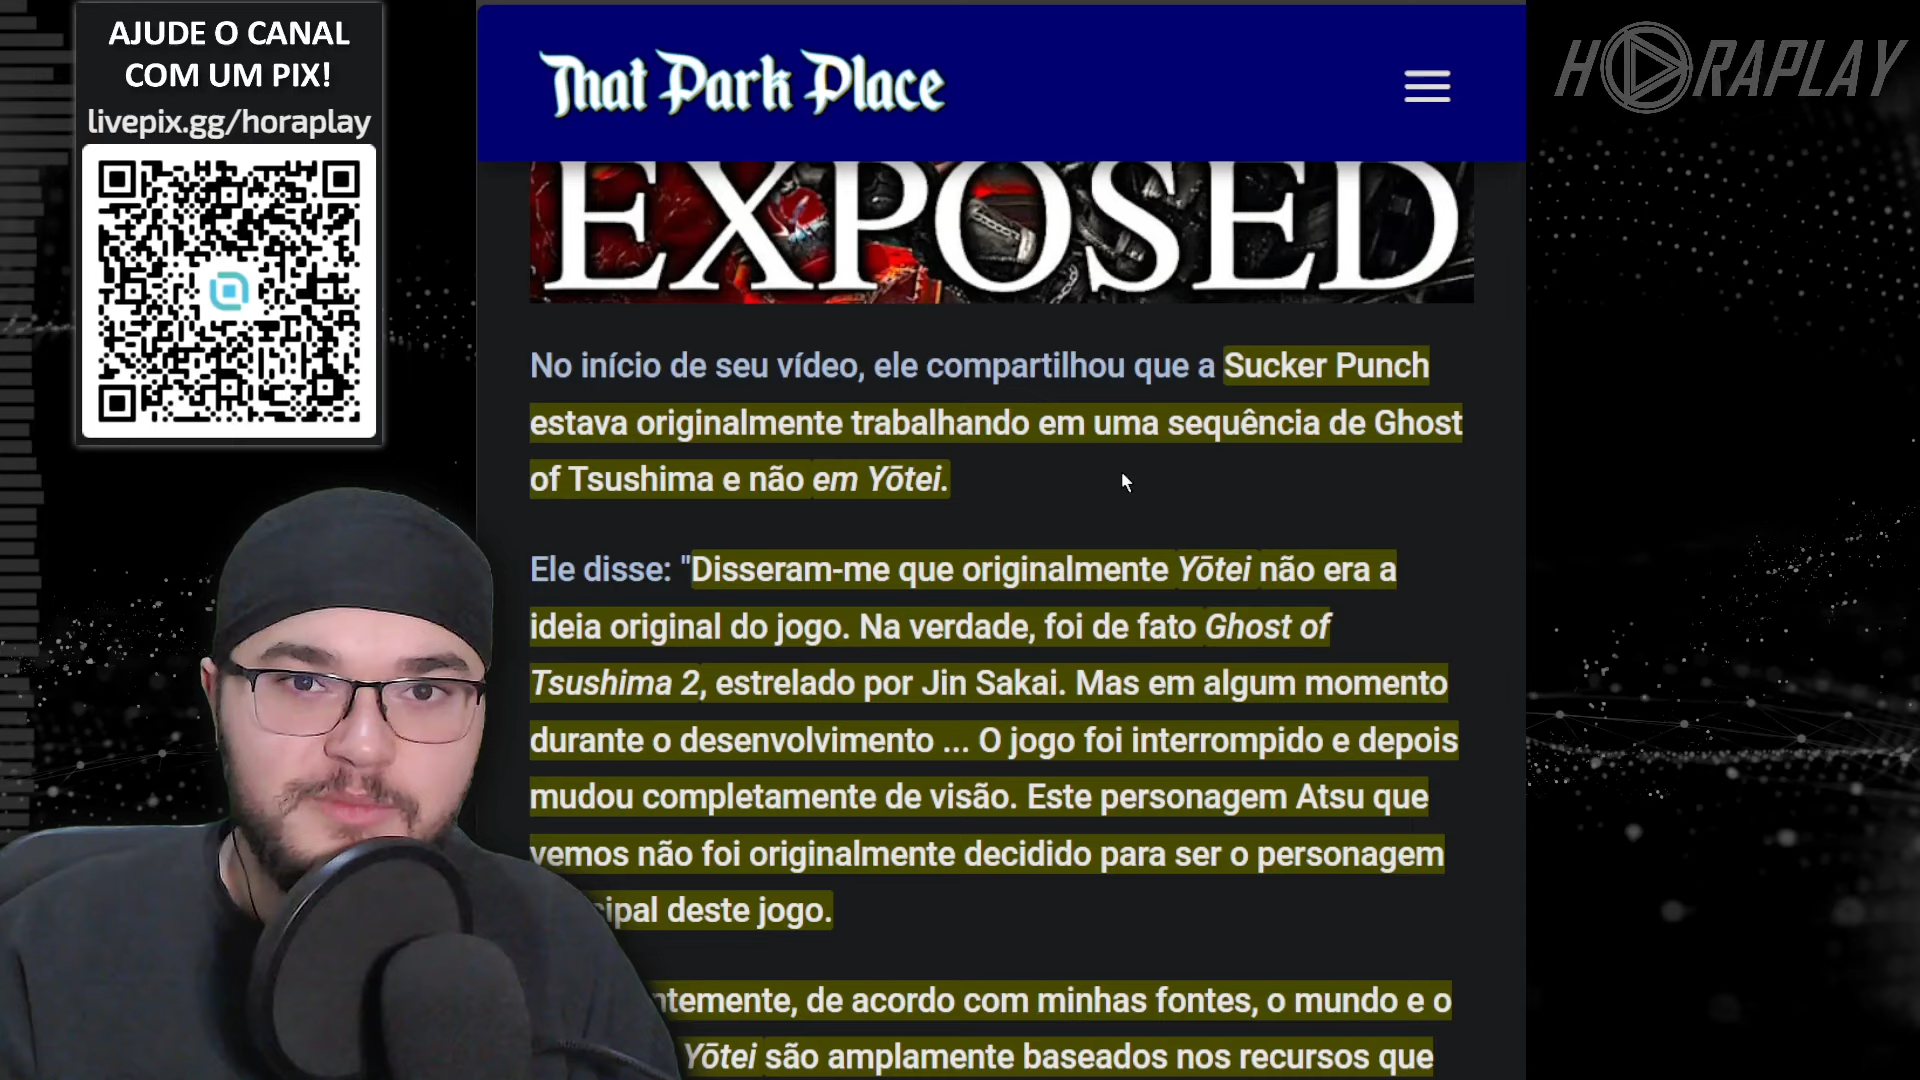 AJUDE O CANAL
COM UM PIX!
livepix.gg/horaplay
That Park Place
HORAPLAY
EXPOSED
No início de seu vídeo, ele compartilhou que a Sucker Punch
estava originalmente trabalhando em uma sequência de Ghost
of Tsushima e não em Yōtei.
Ele disse: "Disseram-me que originalmente Yōtei não era a
ideia original do jogo. Na verdade, foi de fato Ghost of
Tsushima 2, estrelado por Jin Sakai. Mas em algum momento
durante o desenvolvimento ... O jogo foi interrompido e depois
mudou completamente de visão. Este personagem Atsu que
vemos não foi originalmente decidido para ser o personagem
cipal deste jogo.
ntemente, de acordo com minhas fontes, o mundo e o
Yōtei são amplamente baseados nos recursos que